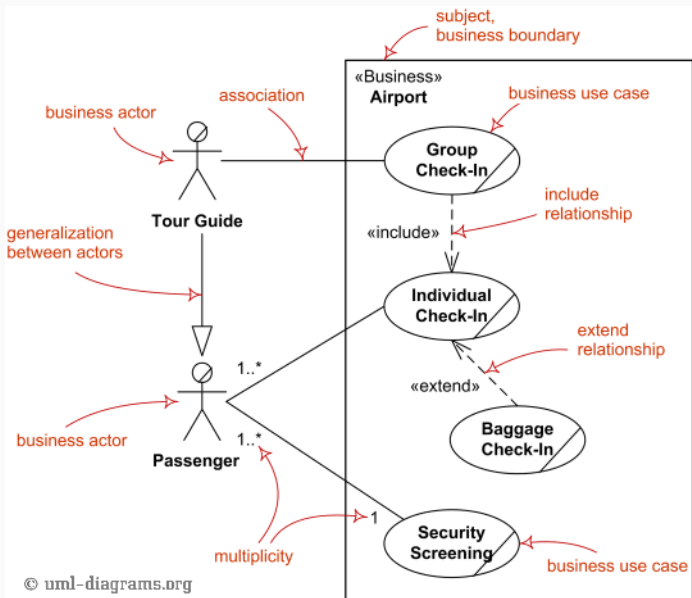 subject,
business boundary
«Business»
Airport
association
business use case
business actor
Group
Check-In
Tour Guide
include
relationship
«include»
generalization
between actors
Individual
Check-In
extend
relationship
1..*
«extend»
business actor
1..*
Baggage
Check-In
Passenger
1
Security
Screening
multiplicity
business use case
© uml-diagrams.org